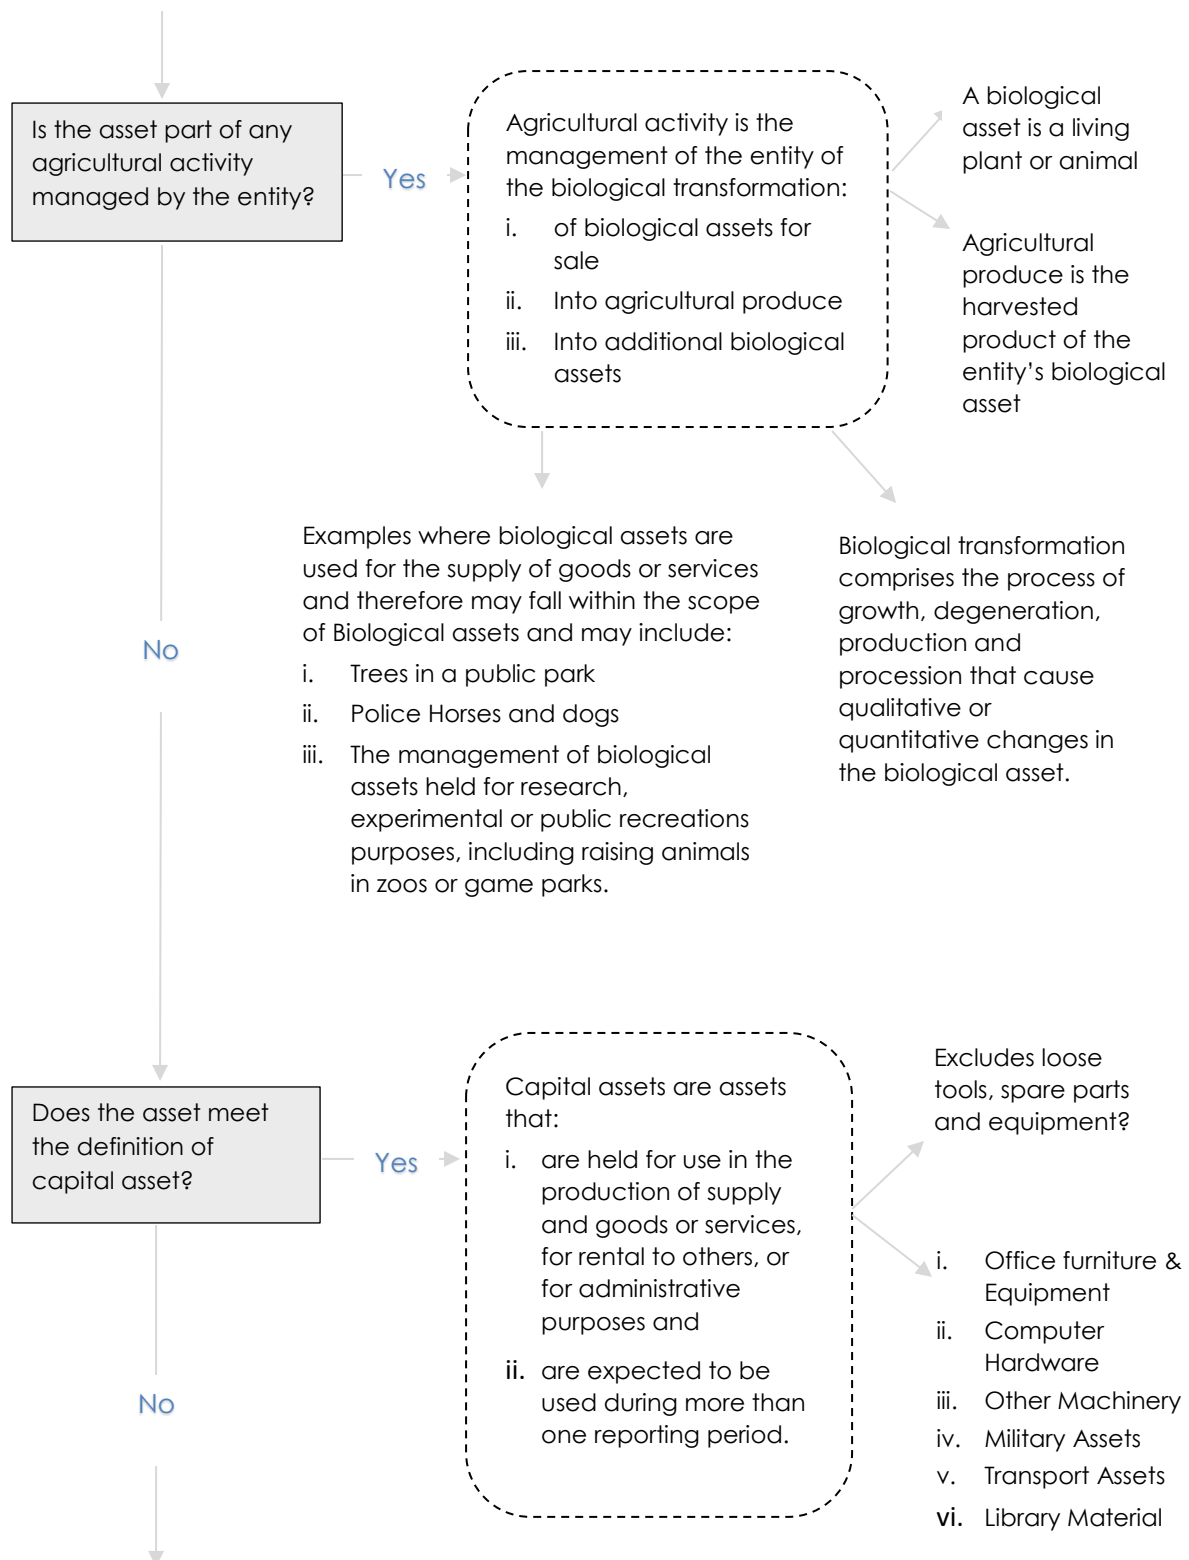 Is the asset part of any
agricultural activity
managed by the entity?
Yes
Agricultural activity is the
management of the entity of
the biological transformation:
i. of biological assets for
sale
ii. Into agricultural produce
iii. Into additional biological
assets
A biological
asset is a living
plant or animal
Agricultural
produce is the
harvested
product of the
entity’s biological
asset
Examples where biological assets are
used for the supply of goods or services
and therefore may fall within the scope
of Biological assets and may include:
i. Trees in a public park
ii. Police Horses and dogs
iii. The management of biological
assets held for research,
experimental or public recreations
purposes, including raising animals
in zoos or game parks.
Biological transformation
comprises the process of
growth, degeneration,
production and
procession that cause
qualitative or
quantitative changes in
the biological asset.
No
Does the asset meet
the definition of
capital asset?
Yes
Capital assets are assets
that:
i. are held for use in the
production of supply
and goods or services,
for rental to others, or
for administrative
purposes and
ii. are expected to be
used during more than
one reporting period.
Excludes loose
tools, spare parts
and equipment?
i. Office furniture &
Equipment
ii. Computer
Hardware
iii. Other Machinery
iv. Military Assets
v. Transport Assets
vi. Library Material
No